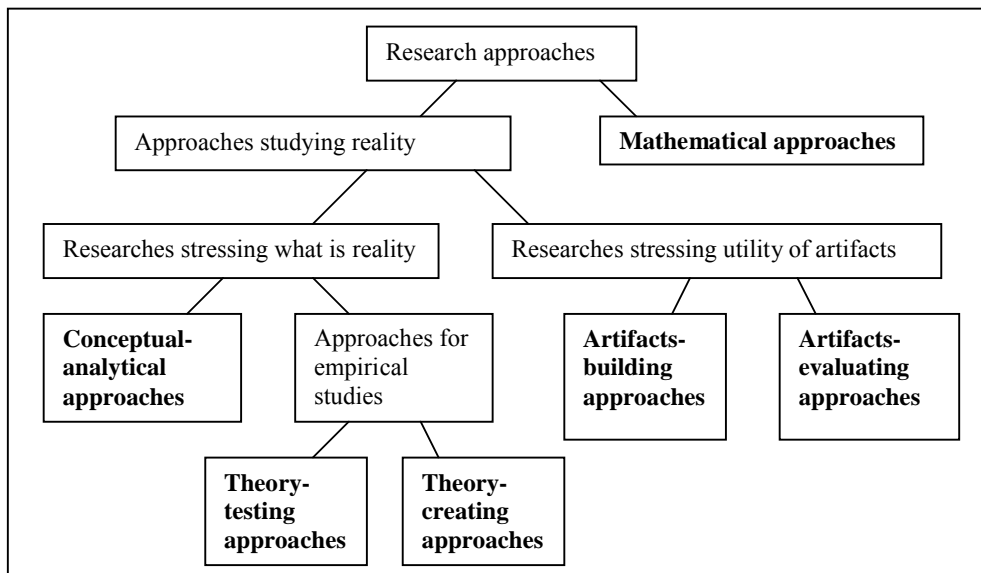 Research approaches
Approaches studying reality
Mathematical approaches
Researches stressing what is reality
Researches stressing utility of artifacts
Conceptual-
analytical
approaches
Approaches for
empirical
studies
Artifacts-
building
approaches
Artifacts-
evaluating
approaches
Theory-
testing
approaches
Theory-
creating
approaches